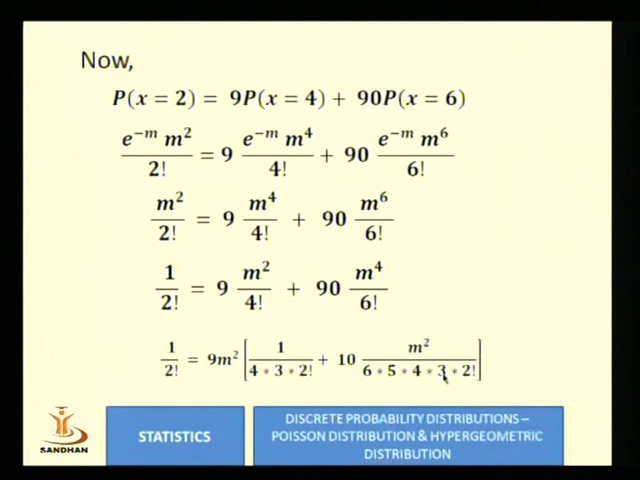 Now,
P(x = 2) = 9P(x = 4) + 90P(x = 6)
e^{-m} m^2 / 2! = 9 e^{-m} m^4 / 4! + 90 e^{-m} m^6 / 6!
m^2 / 2! = 9 m^4 / 4! + 90 m^6 / 6!
1 / 2! = 9 m^2 / 4! + 90 m^4 / 6!
1 / 2! = 9m^2 [ 1 / 4 * 3 * 2! + 10 m^2 / 6 * 5 * 4 * 3 * 2! ]
SANDHAN
STATISTICS
DISCRETE PROBABILITY DISTRIBUTIONS –
POISSON DISTRIBUTION & HYPERGEOMETRIC
DISTRIBUTION